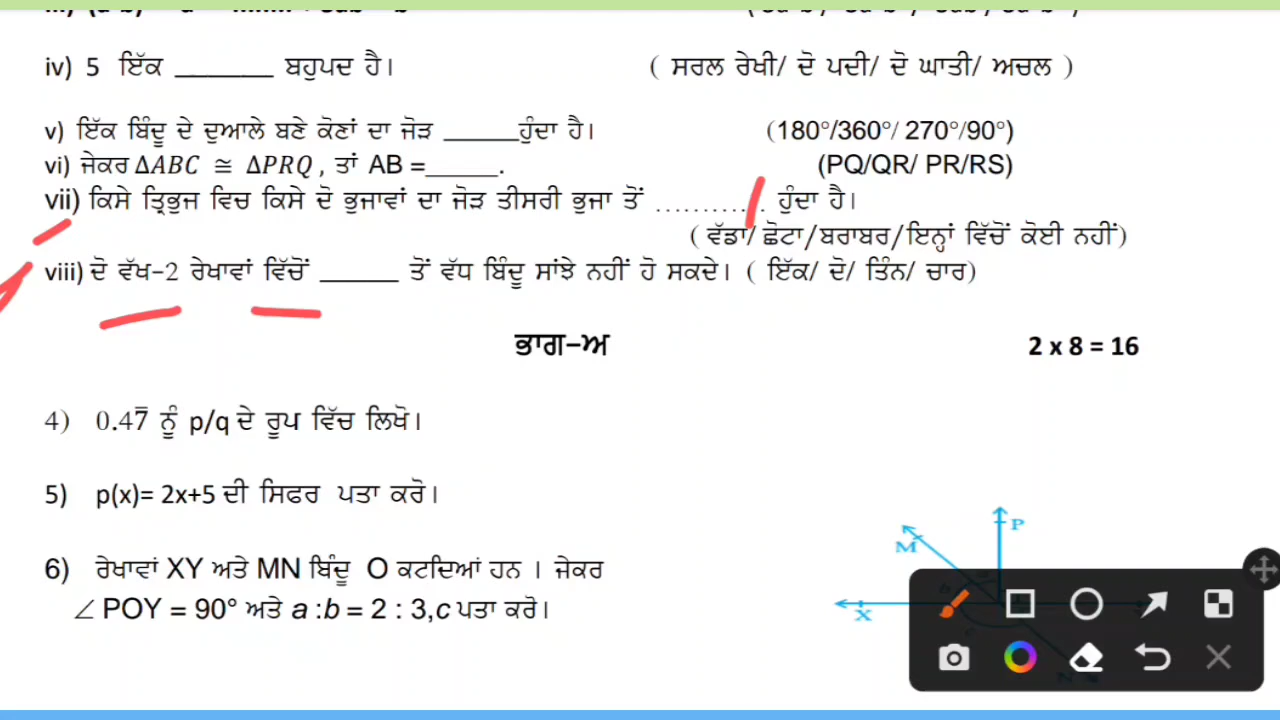 iv) 5 ਇੱਕ _______ ਬਹੁਪਦ ਹੈ। ( ਸਰਲ ਰੇਖੀ/ ਦੋ ਪਦੀ/ ਦੋ ਘਾਤੀ/ ਅਚਲ )
v) ਇੱਕ ਬਿੰਦੂ ਦੇ ਦੁਆਲੇ ਬਣੇ ਕੋਣਾਂ ਦਾ ਜੋੜ ______ਹੁੰਦਾ ਹੈ। (180°/360°/ 270°/90°)
vi) ਜੇਕਰ ΔABC ≅ ΔPRQ, ਤਾਂ AB =______. (PQ/QR/ PR/RS)
vii) ਕਿਸੇ ਤ੍ਰਿਭੁਜ ਵਿਚ ਕਿਸੇ ਦੋ ਭੁਜਾਵਾਂ ਦਾ ਜੋੜ ਤੀਸਰੀ ਭੁਜਾ ਤੋਂ ............ ਹੁੰਦਾ ਹੈ।
( ਵੱਡਾ/ ਛੋਟਾ/ਬਰਾਬਰ/ਇਨ੍ਹਾਂ ਵਿੱਚੋਂ ਕੋਈ ਨਹੀਂ)
viii) ਦੋ ਵੱਖ-2 ਰੇਖਾਵਾਂ ਵਿੱਚੋਂ ______ ਤੋਂ ਵੱਧ ਬਿੰਦੂ ਸਾਂਝੇ ਨਹੀਂ ਹੋ ਸਕਦੇ। ( ਇੱਕ/ ਦੋ/ ਤਿੰਨ/ ਚਾਰ)
ਭਾਗ-ਅ 2 x 8 = 16
4) 0.47̅ ਨੂੰ p/q ਦੇ ਰੂਪ ਵਿੱਚ ਲਿਖੋ।
5) p(x)= 2x+5 ਦੀ ਸਿਫਰ ਪਤਾ ਕਰੋ।
6) ਰੇਖਾਵਾਂ XY ਅਤੇ MN ਬਿੰਦੂ O ਕਟਦਿਆਂ ਹਨ । ਜੇਕਰ
∠ POY = 90° ਅਤੇ a :b = 2 : 3,c ਪਤਾ ਕਰੋ।
P
M
X